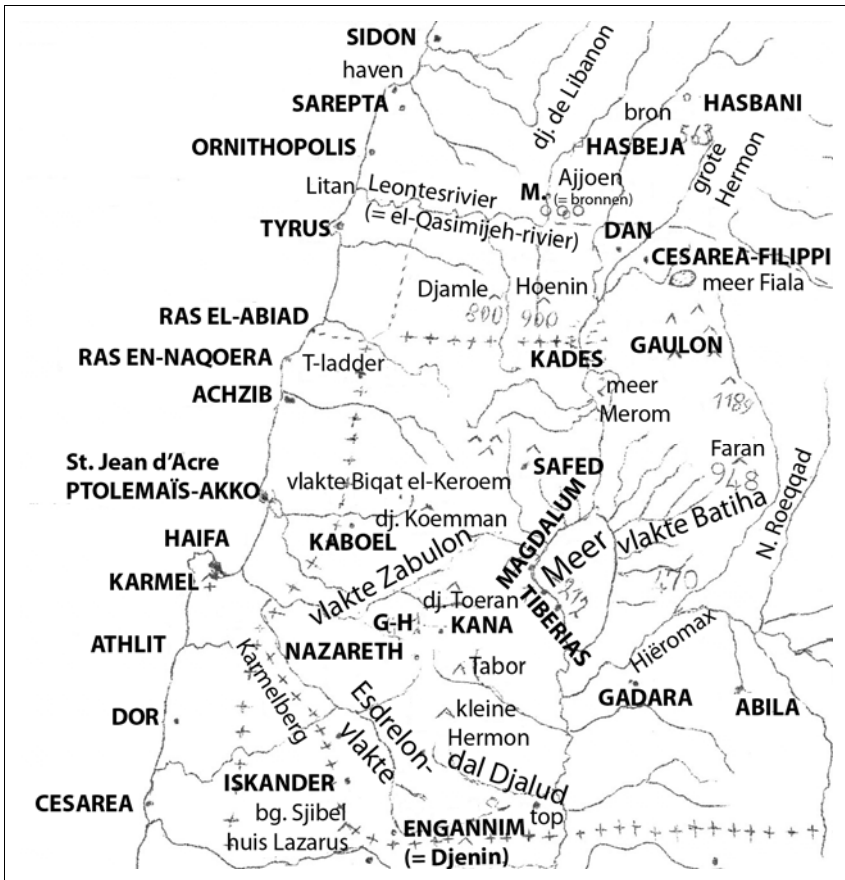 SIDON
haven
SAREPTA
ORNITHOPOLIS
dj. de Libanon
bron
HASBANI
HASBEJA
563
grote
Hermon
Litan
Leontesrivier
(= el-Qasimijeh-rivier)
M.
Ajjoen
(= bronnen)
TYRUS
DAN
CESAREA-FILIPPI
meer Fiala
Djamle
800
Hoenin
900
RAS EL-ABIAD
RAS EN-NAQOERA
T-ladder
KADES
GAULON
ACHZIB
meer
Merom
1189
St. Jean d’Acre
PTOLEMAÏS-AKKO
vlakte Biqat el-Keroem
SAFED
Faran
948
N. Roeqqad
dj. Koemman
KABOEL
HAIFA
KARMEL
vlakte Zabulon
MAGDALUM
Meer
212
vlakte Batiha
170
TIBERIAS
dj. Toeran
G-H
KANA
ATHLIT
NAZARETH
Karmelberg
Tabor
Hiëromax
GADARA
ABILA
DOR
Esdrelon-
vlakte
kleine
Hermon
dal Djalud
CESAREA
ISKANDER
bg. Sjibel
huis Lazarus
top
ENGANNIM
(= Djenin)